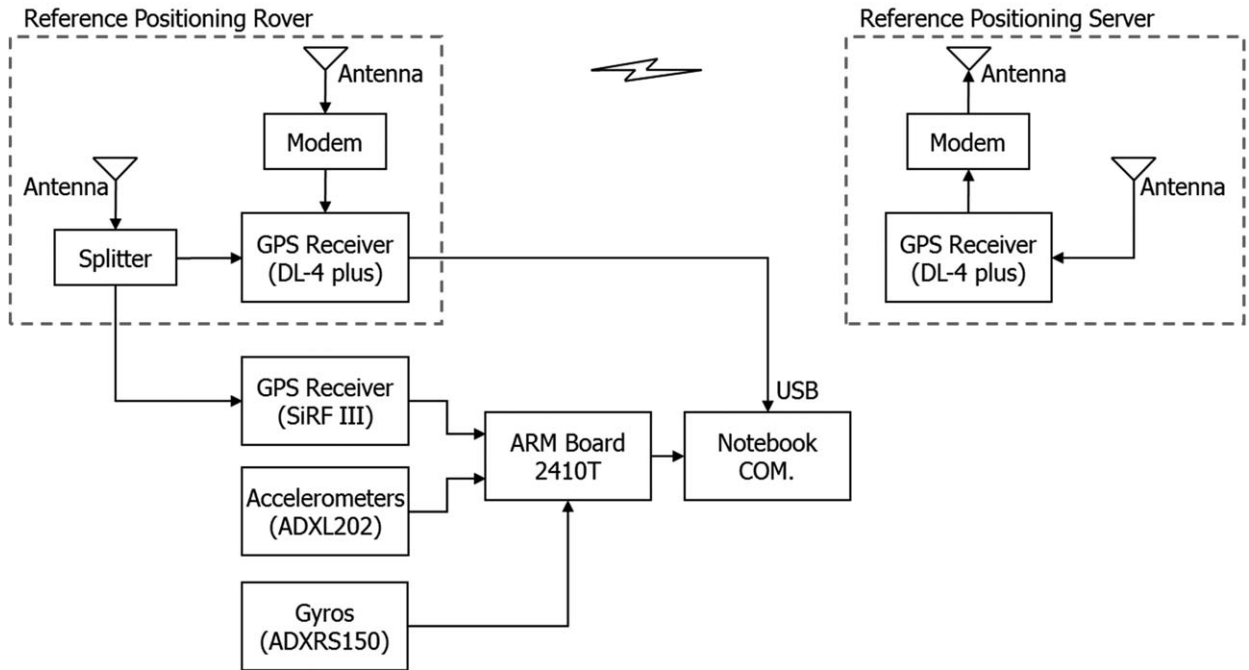 Reference Positioning Rover
Reference Positioning Server
Antenna
Modem
Antenna
Splitter
GPS Receiver
(DL-4 plus)
Antenna
Modem
Antenna
GPS Receiver
(DL-4 plus)
GPS Receiver
(SiRF III)
USB
ARM Board
2410T
Notebook
COM.
Accelerometers
(ADXL202)
Gyros
(ADXRS150)